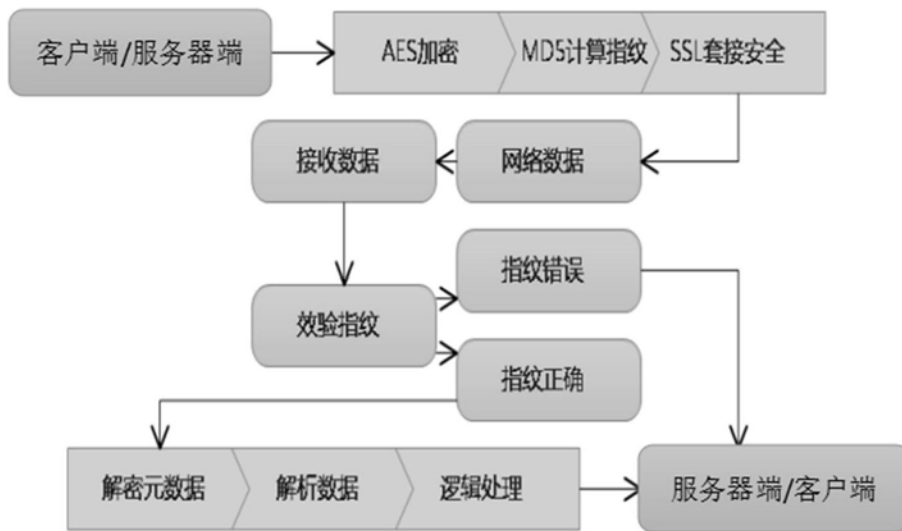 客户端/服务器端
AES加密
MD5计算指纹
SSL套接安全
接收数据
网络数据
指纹错误
效验指纹
指纹正确
解密元数据
解析数据
逻辑处理
服务器端/客户端